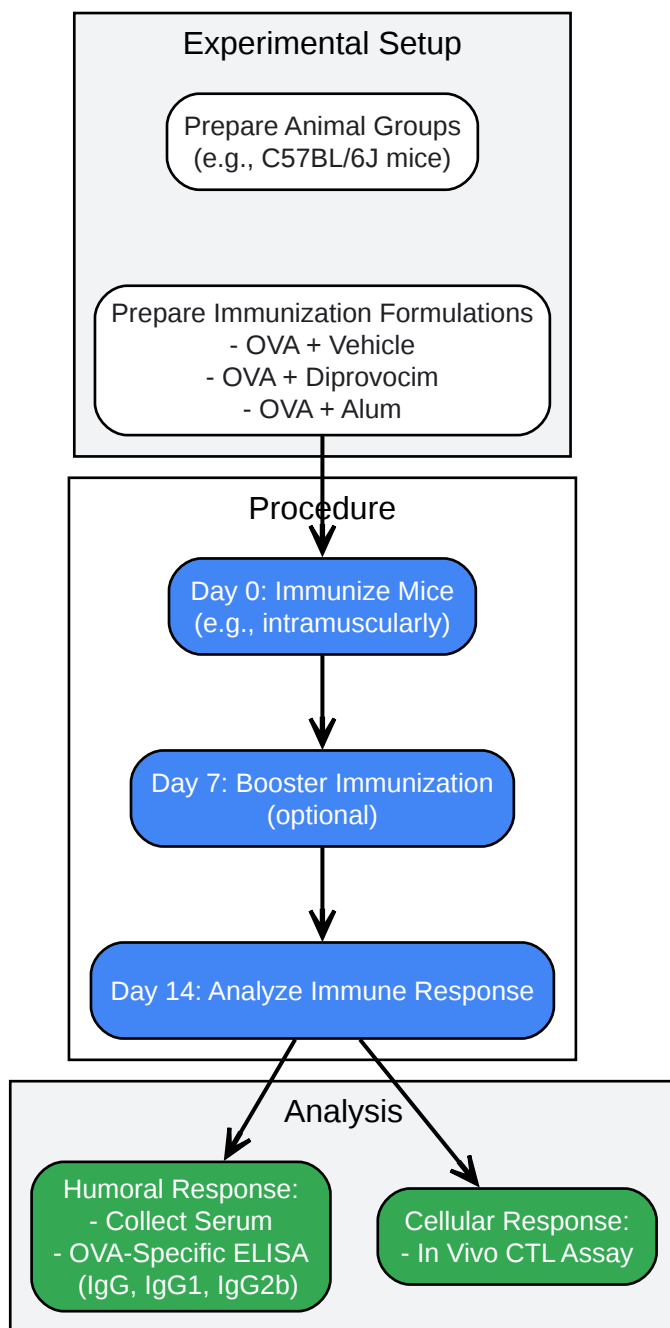 Experimental Setup
Prepare Animal Groups
(e.g., C57BL/6J mice)
Prepare Immunization Formulations
- OVA + Vehicle
- OVA + Diprovocim
- OVA + Alum
Procedure
Day 0: Immunize Mice
(e.g., intramuscularly)
Day 7: Booster Immunization
(optional)
Day 14: Analyze Immune Response
Analysis
Humoral Response:
- Collect Serum
- OVA-Specific ELISA
(IgG, IgG1, IgG2b)
Cellular Response:
- In Vivo CTL Assay